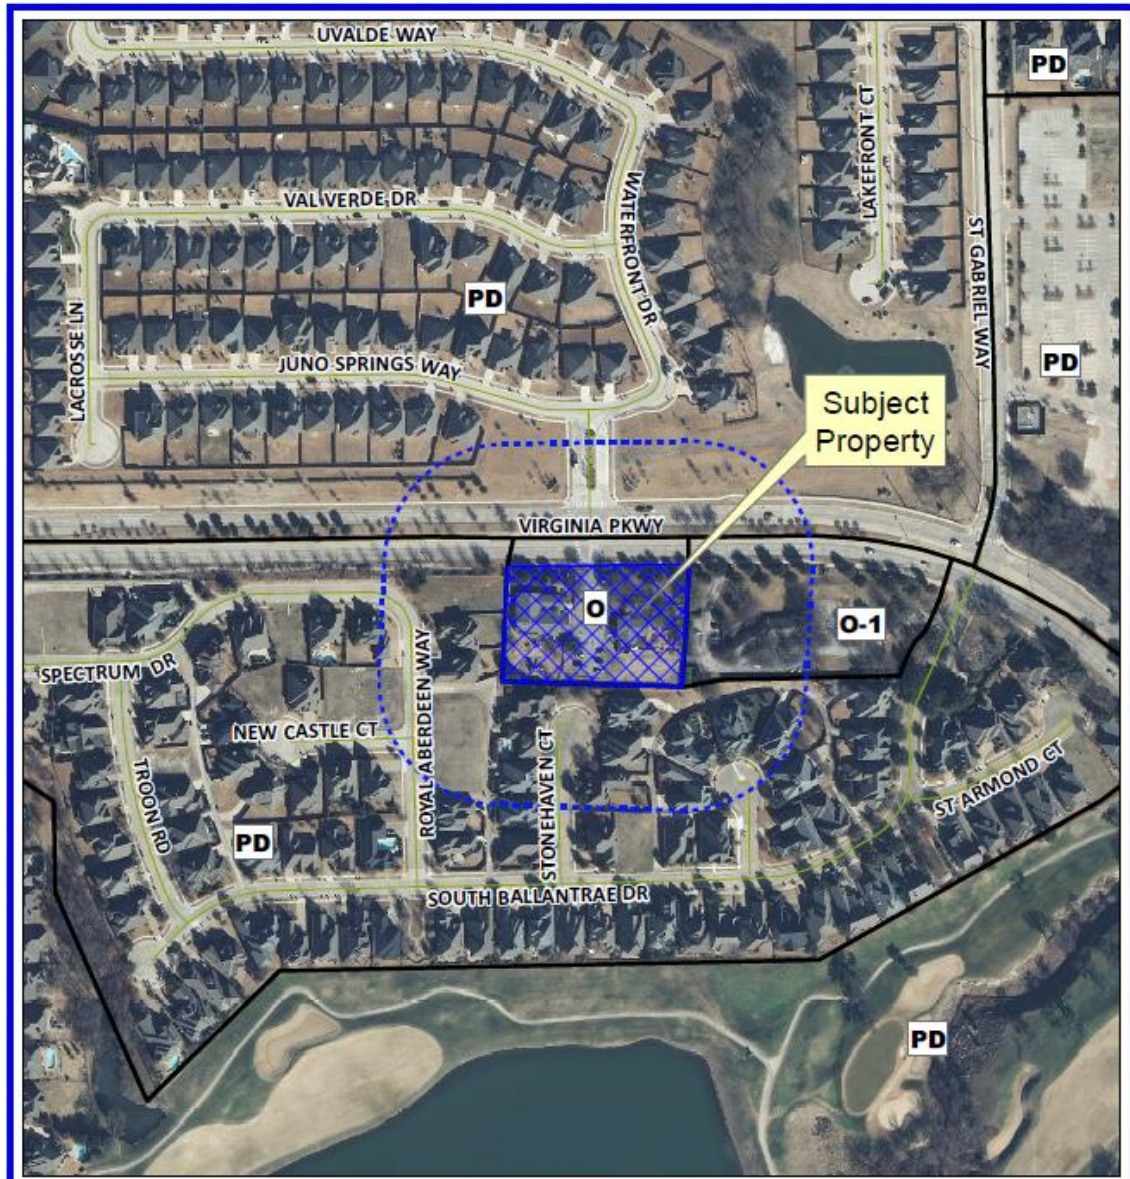 UVALDE WAY
PD
LAKEFRONT CT
VAL VERDE DR
WATERFRONT DR
ST GABRIEL WAY
LACROSSE LN
PD
JUNO SPRINGS WAY
PD
Subject
Property
VIRGINIA PKWY
O
O-1
SPECTRUM DR
ROYAL ABERDEEN WAY
NEW CASTLE CT
STONEHAVEN CT
TROON RD
ST ARMOND CT
PD
SOUTH BALLANTRAE DR
PD